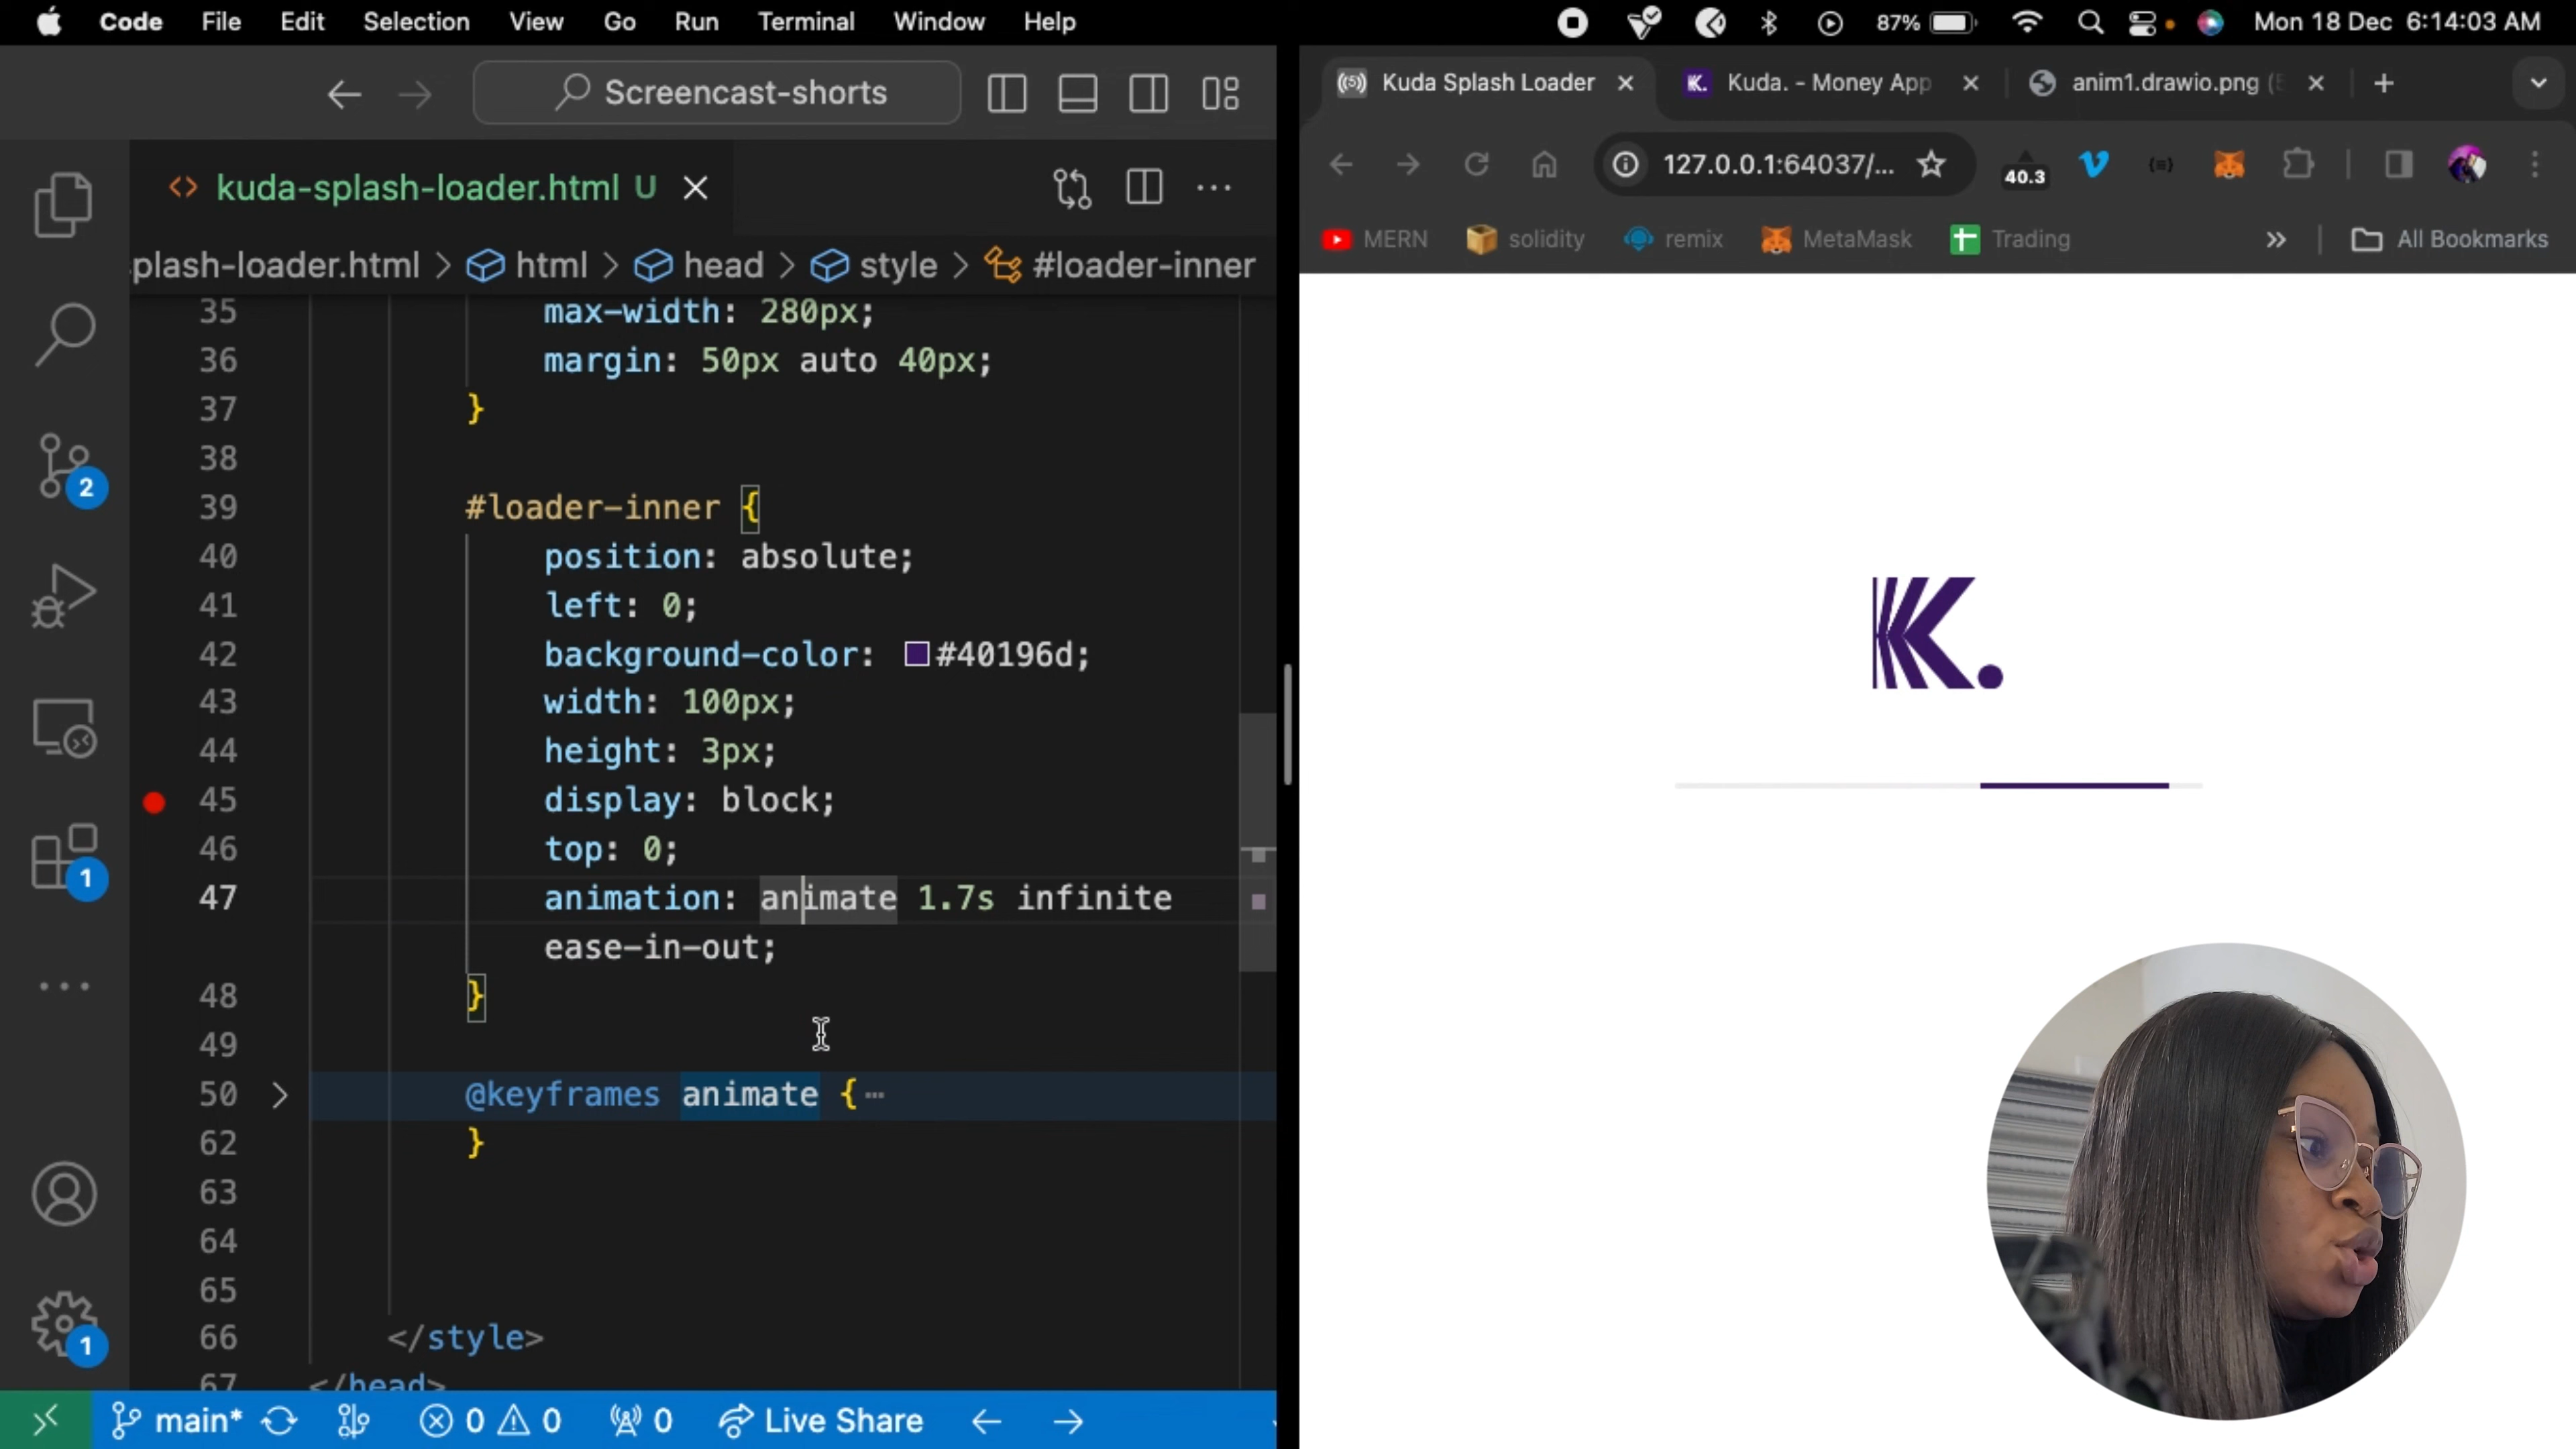 Code File Edit Selection View Go Run Terminal Window Help 87% Mon 18 Dec 6:14:03 AM
Screencast-shorts
kuda-splash-loader.html U
plash-loader.html > html > head > style > #loader-inner
35 max-width: 280px;
36 margin: 50px auto 40px;
37 }
38
39 #loader-inner {
40 position: absolute;
41 left: 0;
42 background-color: #40196d;
43 width: 100px;
44 height: 3px;
45 display: block;
46 top: 0;
47 animation: animate 1.7s infinite
ease-in-out;
48 }
49
50 @keyframes animate {
62 }
63
64
65
66 </style>
67 </head>
2
1
1
main* 0 0 0 Live Share
Kuda Splash Loader K. Kuda. - Money App anim1.drawio.png
127.0.0.1:64037/... 40.3
MERN solidity remix MetaMask Trading All Bookmarks
K.